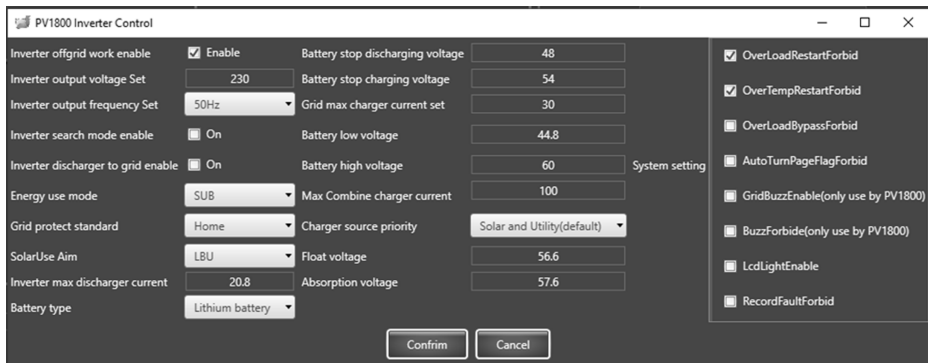 PV1800 Inverter Control
Inverter offgrid work enable Enable Battery stop discharging voltage 48 OverLoadRestartForbid
Inverter output voltage Set 230 Battery stop charging voltage 54 OverTempRestartForbid
Inverter output frequency Set 50Hz Grid max charger current set 30
Inverter search mode enable On Battery low voltage 44.8 OverLoadBypassForbid
Inverter discharger to grid enable On Battery high voltage 60 System setting AutoTurnPageFlagForbid
Energy use mode SUB Max Combine charger current 100 GridBuzzEnable(only use by PV1800)
Grid protect standard Home Charger source priority Solar and Utility(default) BuzzForbide(only use by PV1800)
SolarUse Aim LBU Float voltage 56.6 LcdLightEnable
Inverter max discharger current 20.8 Absorption voltage 57.6
Battery type Lithium battery RecordFaultForbid
Confrim Cancel